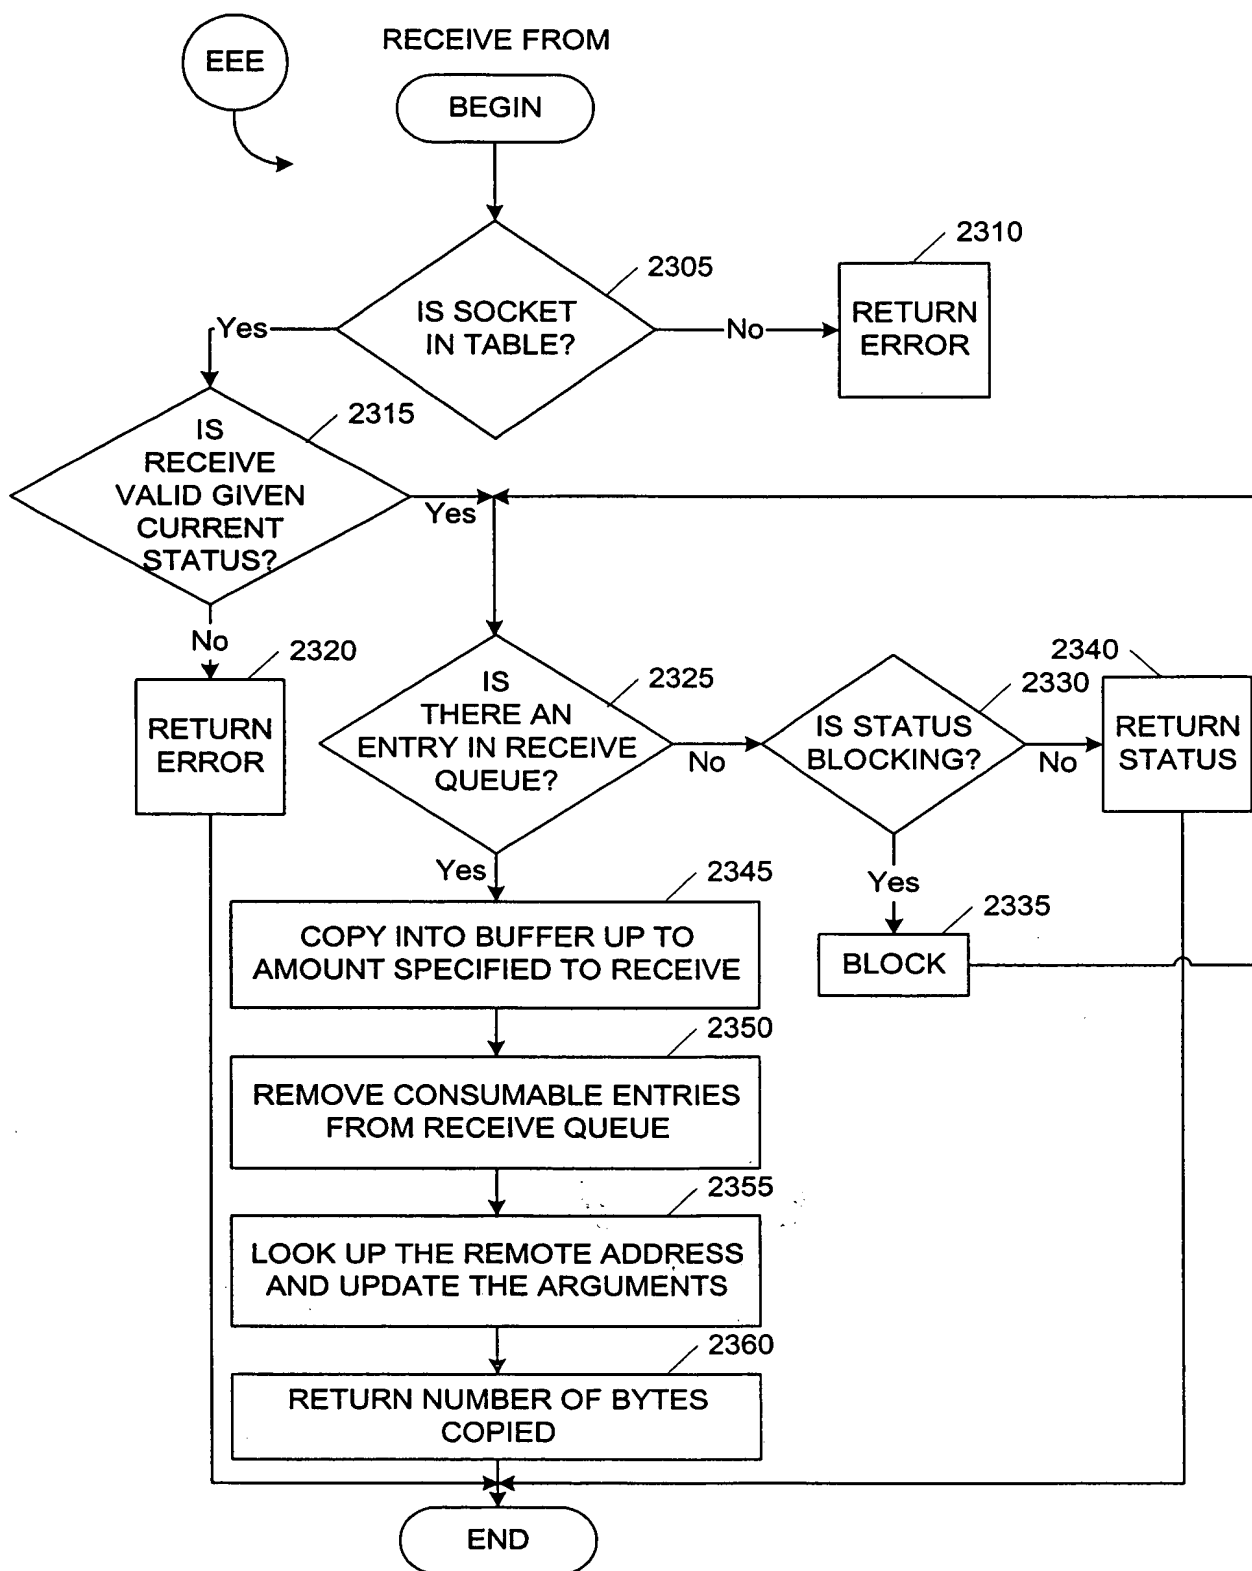 EEE
RECEIVE FROM
BEGIN
2305
IS SOCKET
IN TABLE?
Yes
No
2310
RETURN
ERROR
2315
IS
RECEIVE
VALID GIVEN
CURRENT
STATUS?
Yes
No
2320
RETURN
ERROR
2325
IS
THERE AN
ENTRY IN RECEIVE
QUEUE?
No
2330
IS STATUS
BLOCKING?
No
2340
RETURN
STATUS
Yes
Yes
2335
BLOCK
2345
COPY INTO BUFFER UP TO
AMOUNT SPECIFIED TO RECEIVE
2350
REMOVE CONSUMABLE ENTRIES
FROM RECEIVE QUEUE
2355
LOOK UP THE REMOTE ADDRESS
AND UPDATE THE ARGUMENTS
2360
RETURN NUMBER OF BYTES
COPIED
END